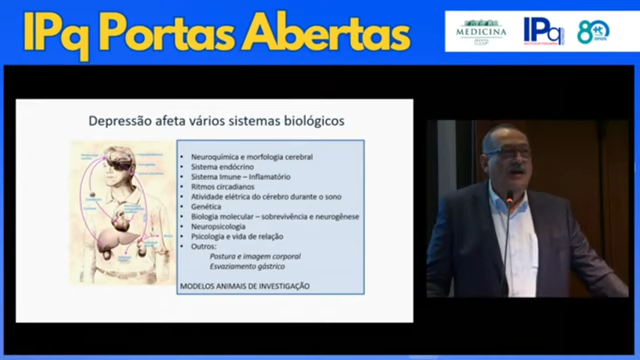 IPq Portas Abertas
MEDICINA
IPq
80
anos
Depressão afeta vários sistemas biológicos
• Neuroquímica e morfologia cerebral
• Sistema endócrino
• Sistema Imune – Inflamatório
• Ritmos circadianos
• Atividade elétrica do cérebro durante o sono
• Genética
• Biologia molecular – sobrevivência e neurogênese
• Neuropsicologia
• Psicologia e vida de relação
• Outros:
Postura e imagem corporal
Esvaziamento gástrico
MODELOS ANIMAIS DE INVESTIGAÇÃO